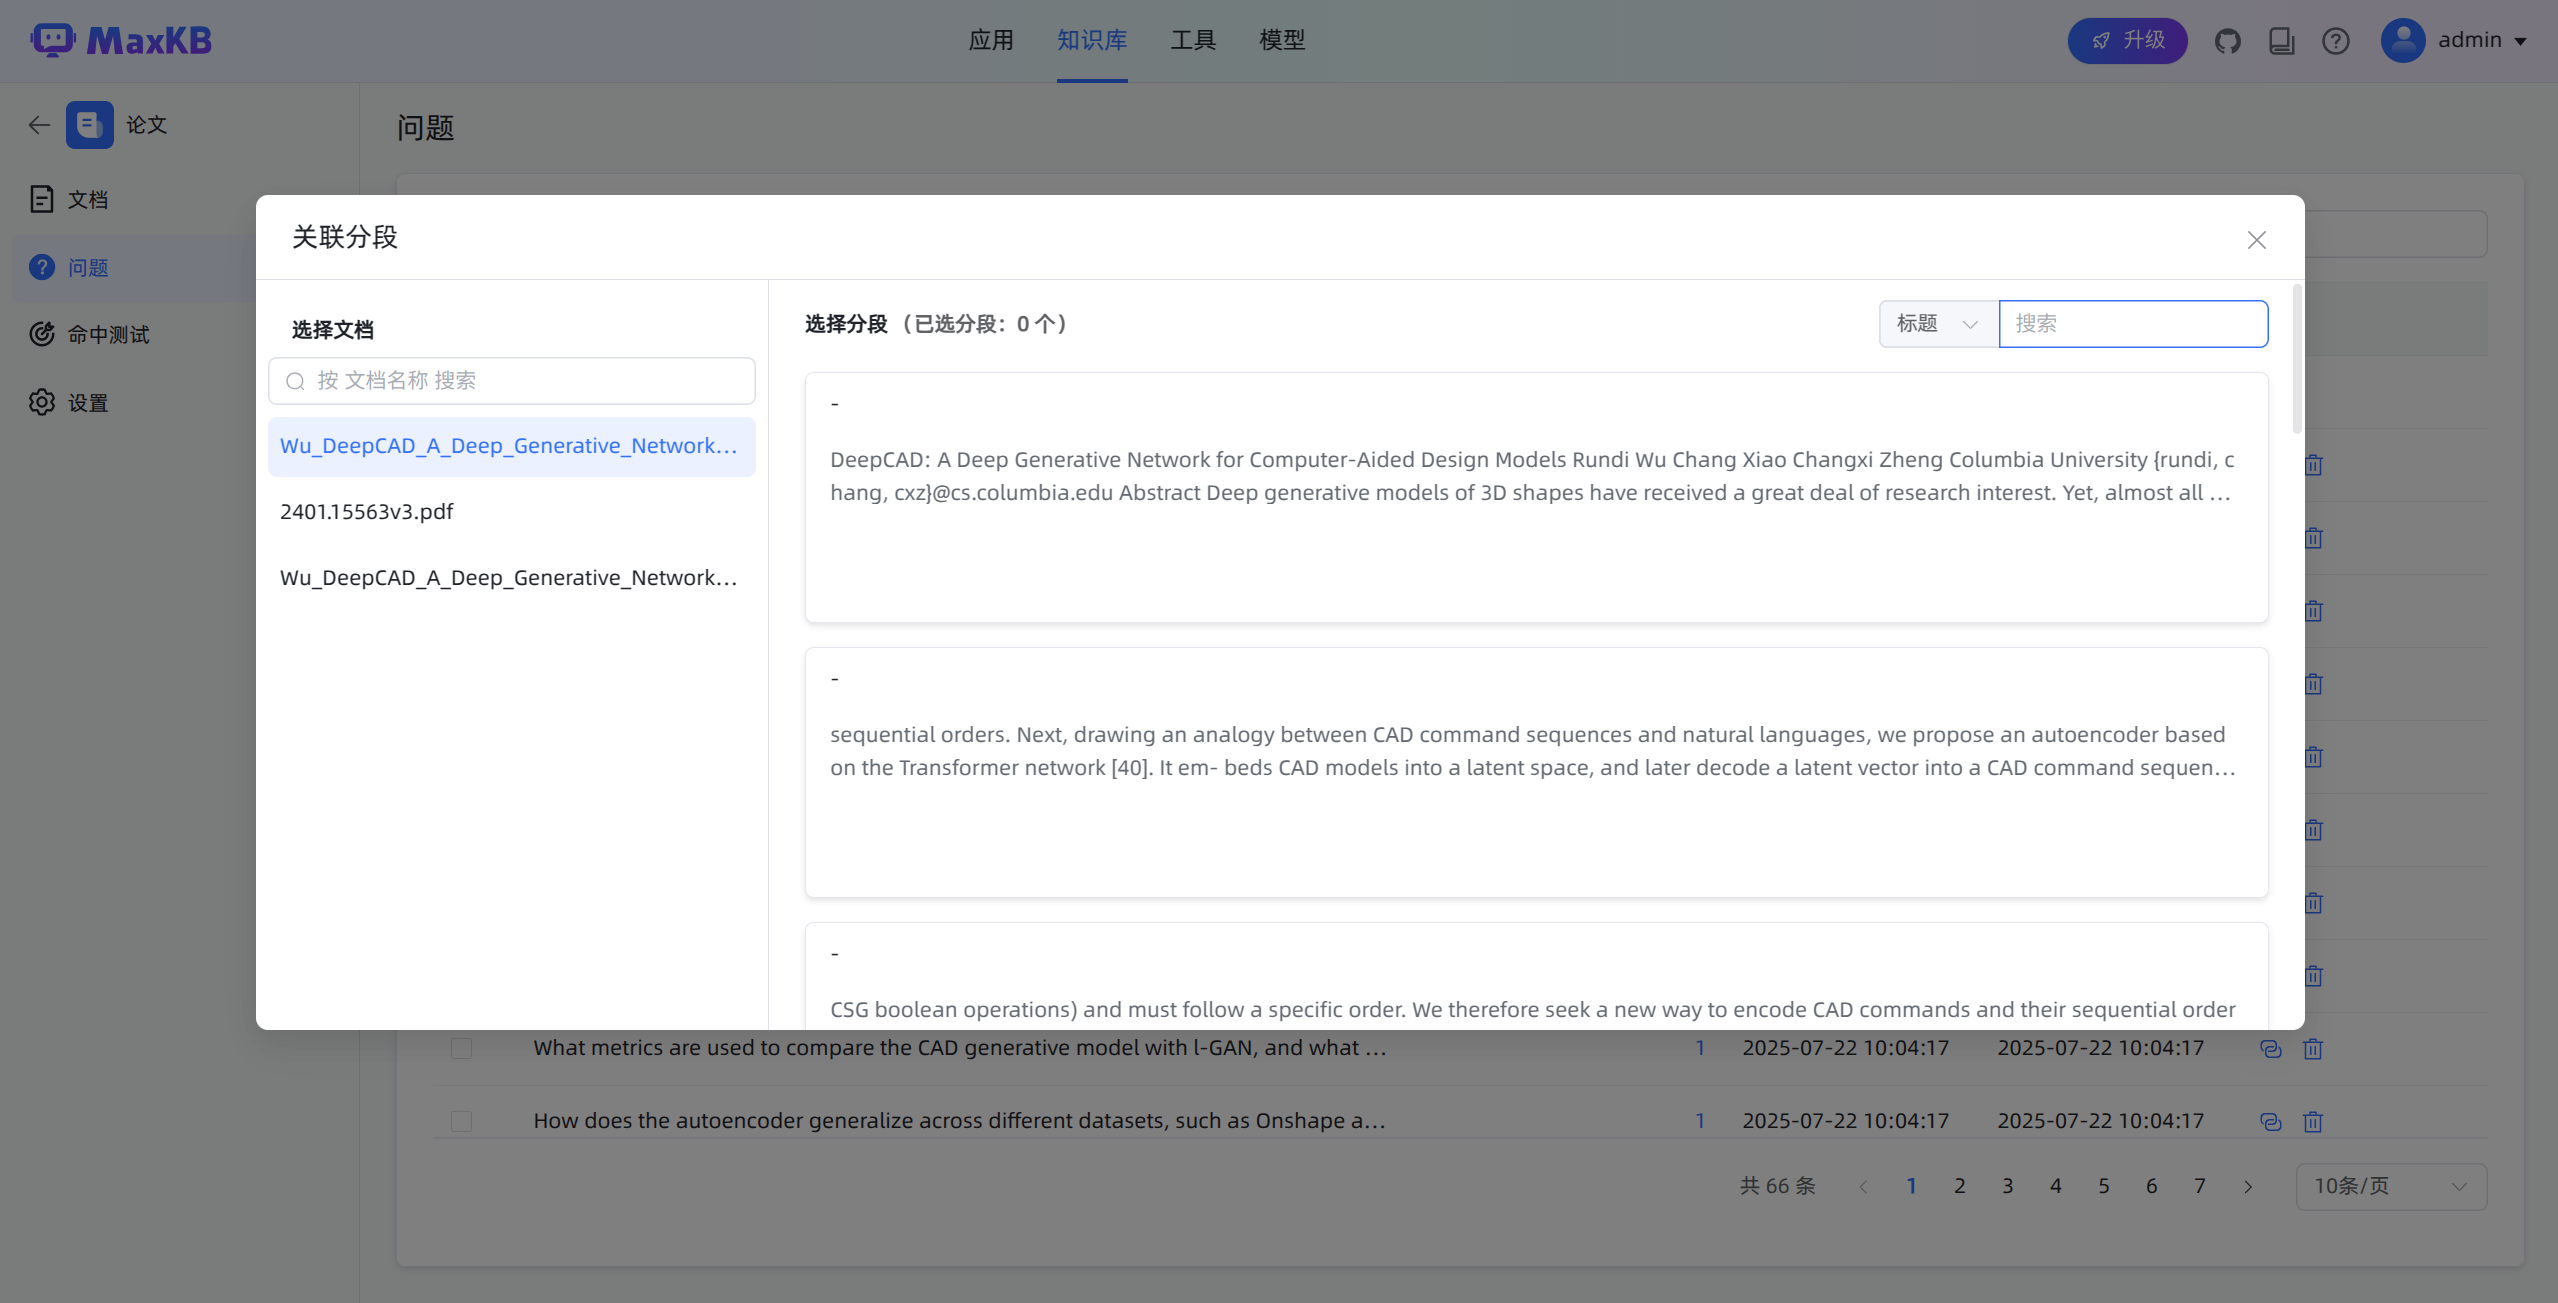 MaxKB
应用
知识库
工具
模型
升级
admin
论文
问题
文档
问题
命中测试
设置
关联分段
选择文档
按 文档名称 搜索
Wu_DeepCAD_A_Deep_Generative_Network...
2401.15563v3.pdf
Wu_DeepCAD_A_Deep_Generative_Network...
选择分段 （已选分段：0 个）
标题
搜索
-
DeepCAD: A Deep Generative Network for Computer-Aided Design Models Rundi Wu Chang Xiao Changxi Zheng Columbia University {rundi, c
hang, cxz}@cs.columbia.edu Abstract Deep generative models of 3D shapes have received a great deal of research interest. Yet, almost all ...
-
sequential orders. Next, drawing an analogy between CAD command sequences and natural languages, we propose an autoencoder based
on the Transformer network [40]. It em- beds CAD models into a latent space, and later decode a latent vector into a CAD command sequen...
-
CSG boolean operations) and must follow a specific order. We therefore seek a new way to encode CAD commands and their sequential order
What metrics are used to compare the CAD generative model with l-GAN, and what ...
1
2025-07-22 10:04:17
2025-07-22 10:04:17
How does the autoencoder generalize across different datasets, such as Onshape a...
1
2025-07-22 10:04:17
2025-07-22 10:04:17
共 66 条
1
2
3
4
5
6
7
10条/页